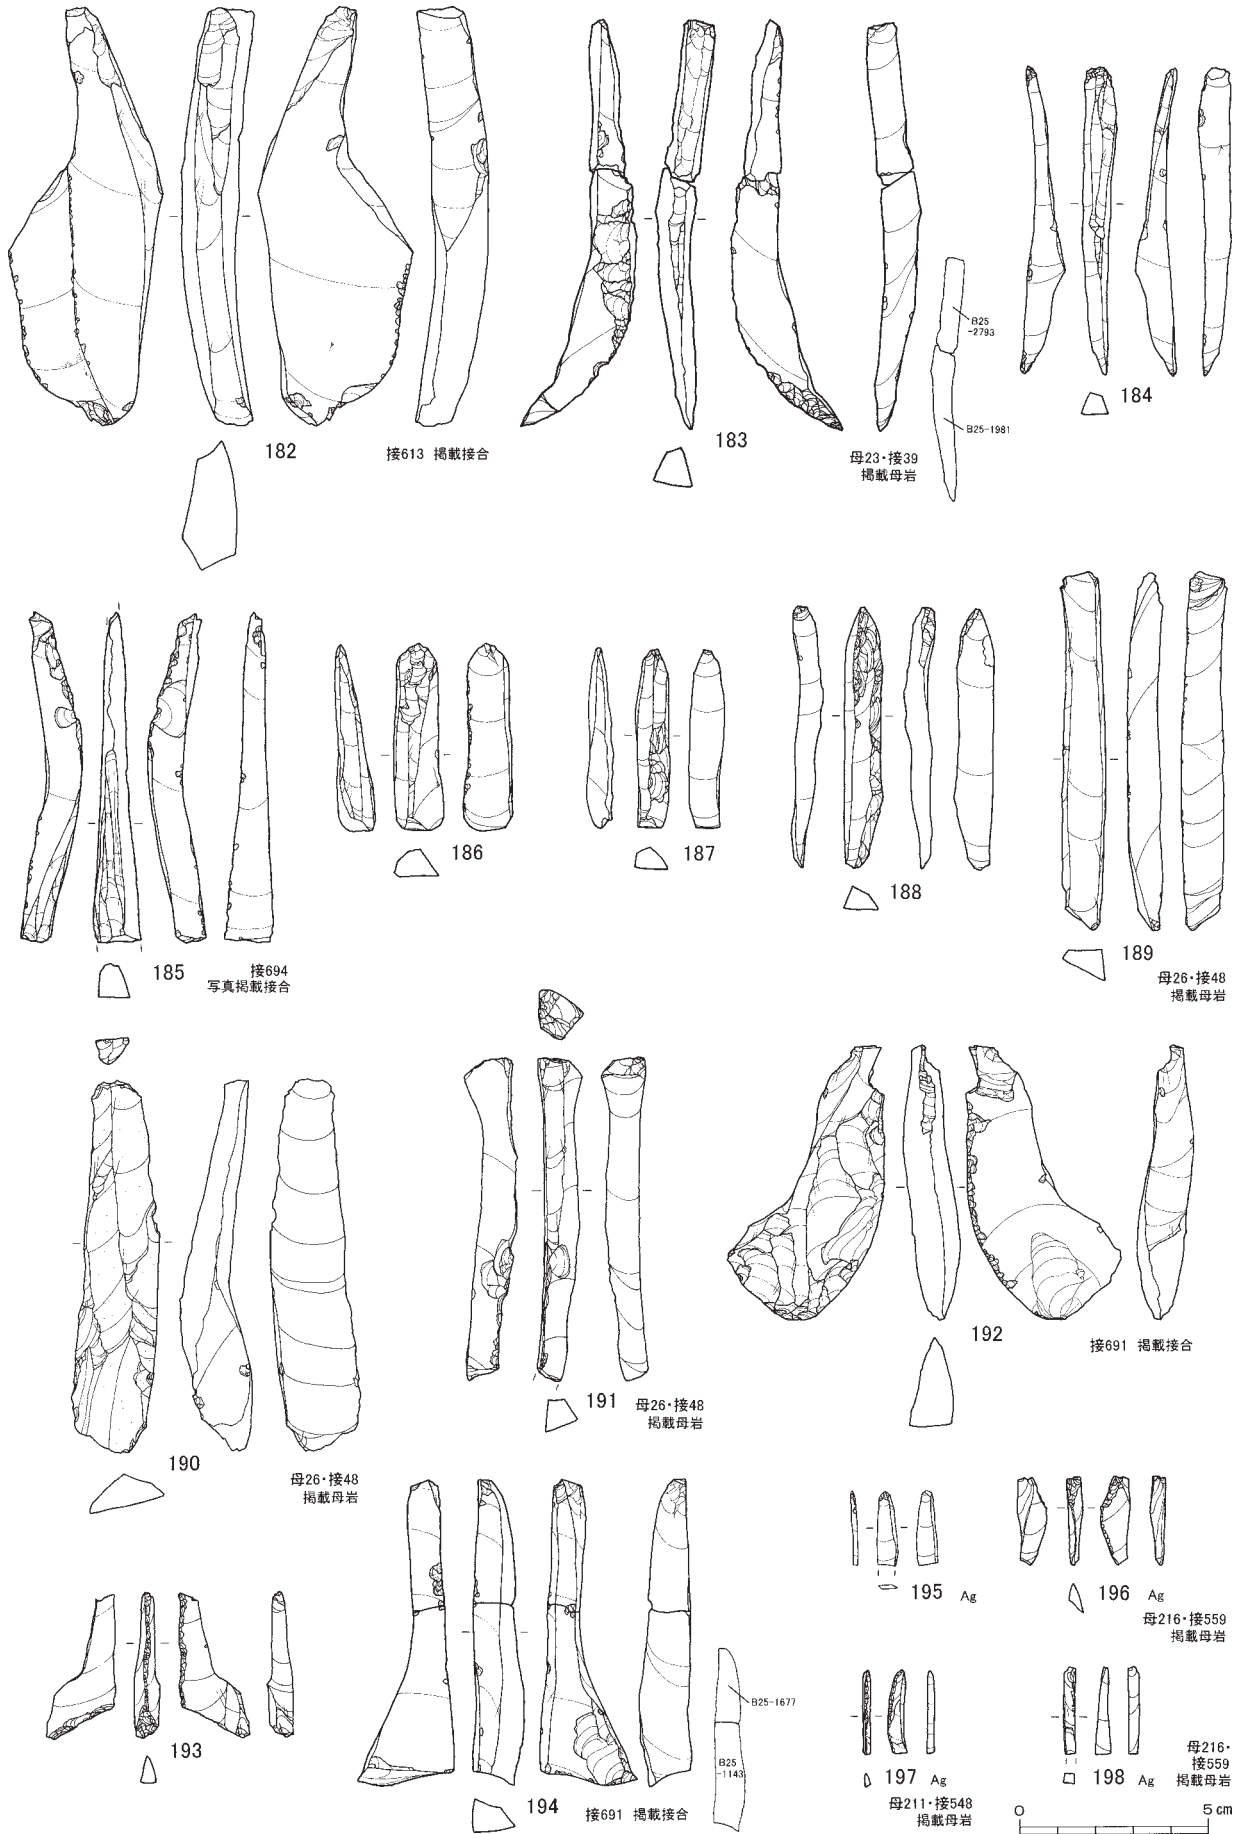 182
接613 掲載接合
183
母23・接39
掲載母岩
B25
-2793
B25-1981
184
185
接694
写真掲載接合
186
187
188
189
母26・接48
掲載母岩
190
母26・接48
掲載母岩
191
母26・接48
掲載母岩
192
接691 掲載接合
193
194
接691 掲載接合
B25-1677
B25
-1143
195 Ag
196 Ag
母216・接559
掲載母岩
197 Ag
母211・接548
掲載母岩
198 Ag
母216・
接559
掲載母岩
0 5cm